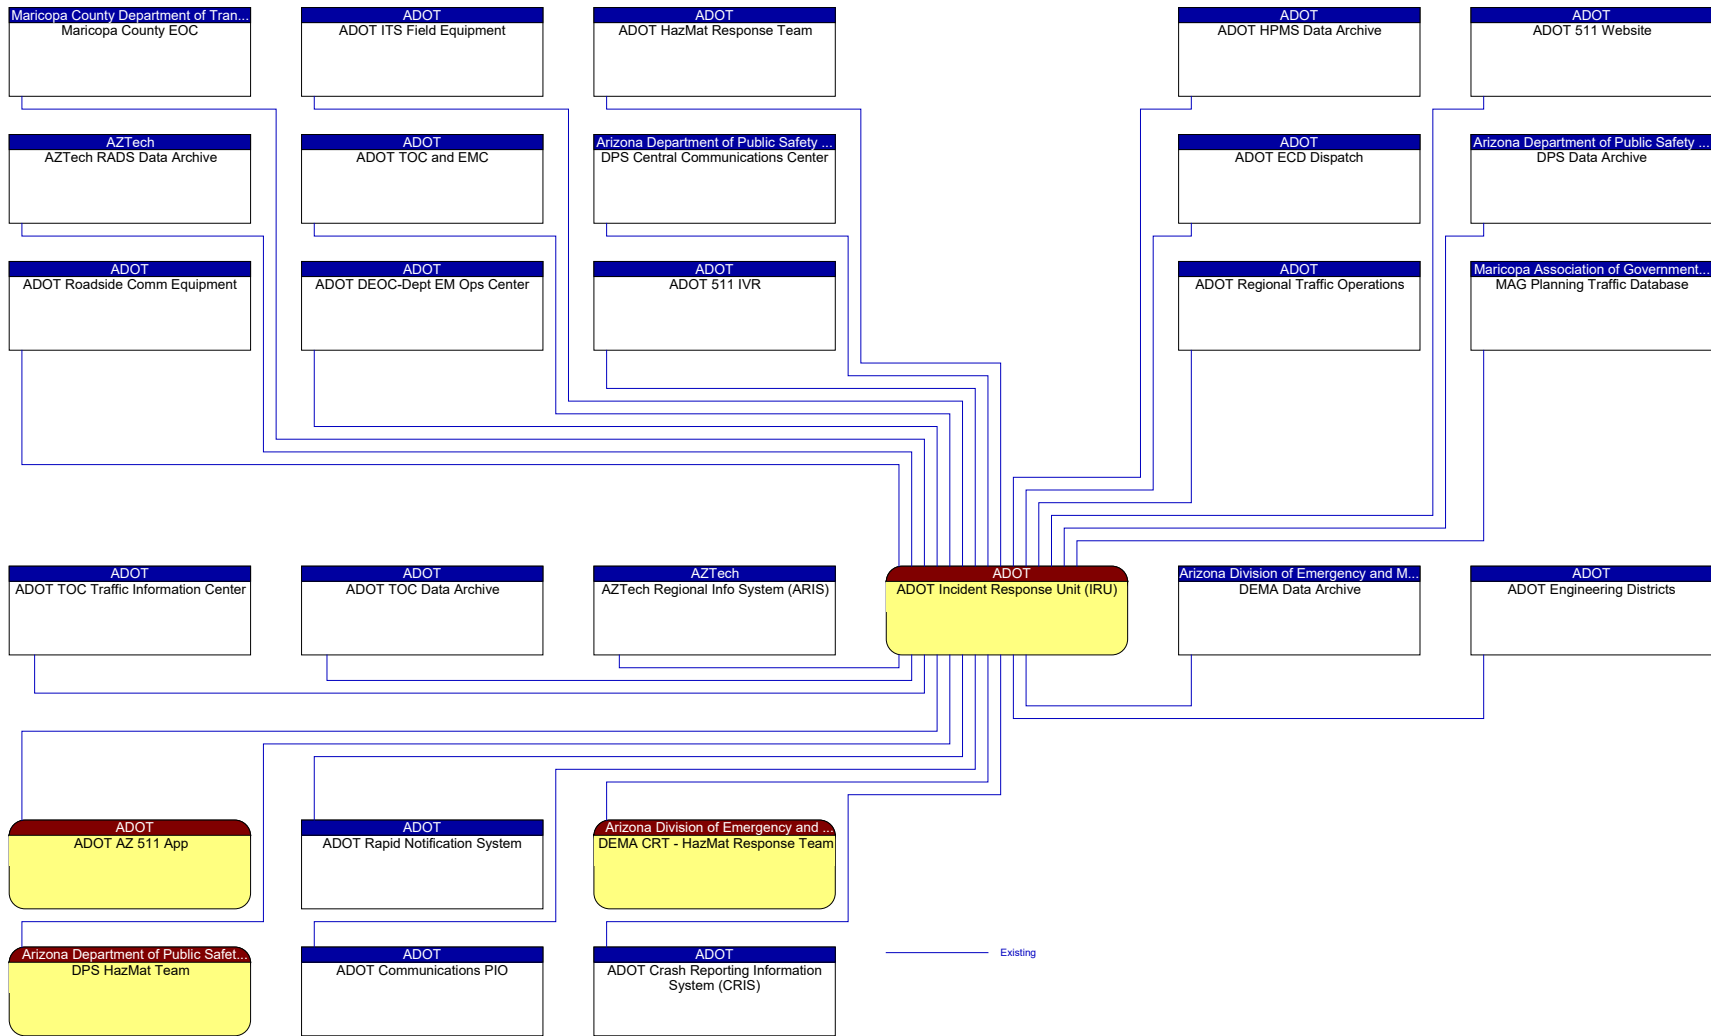 Maricopa County Department of Tran...
Maricopa County EOC
ADOT
ADOT ITS Field Equipment
ADOT
ADOT HazMat Response Team
ADOT
ADOT HPMS Data Archive
ADOT
ADOT 511 Website
AZTech
AZTech RADS Data Archive
ADOT
ADOT TOC and EMC
Arizona Department of Public Safety ...
DPS Central Communications Center
ADOT
ADOT ECD Dispatch
Arizona Department of Public Safety ...
DPS Data Archive
ADOT
ADOT Roadside Comm Equipment
ADOT
ADOT DEOC-Dept EM Ops Center
ADOT
ADOT 511 IVR
ADOT
ADOT Regional Traffic Operations
Maricopa Association of Government...
MAG Planning Traffic Database
ADOT
ADOT TOC Traffic Information Center
ADOT
ADOT TOC Data Archive
AZTech
AZTech Regional Info System (ARIS)
ADOT
ADOT Incident Response Unit (IRU)
Arizona Division of Emergency and M...
DEMA Data Archive
ADOT
ADOT Engineering Districts
ADOT
ADOT AZ 511 App
ADOT
ADOT Rapid Notification System
Arizona Division of Emergency and ...
DEMA CRT - HazMat Response Team
Arizona Department of Public Safet...
DPS HazMat Team
ADOT
ADOT Communications PIO
ADOT
ADOT Crash Reporting Information
System (CRIS)
Existing